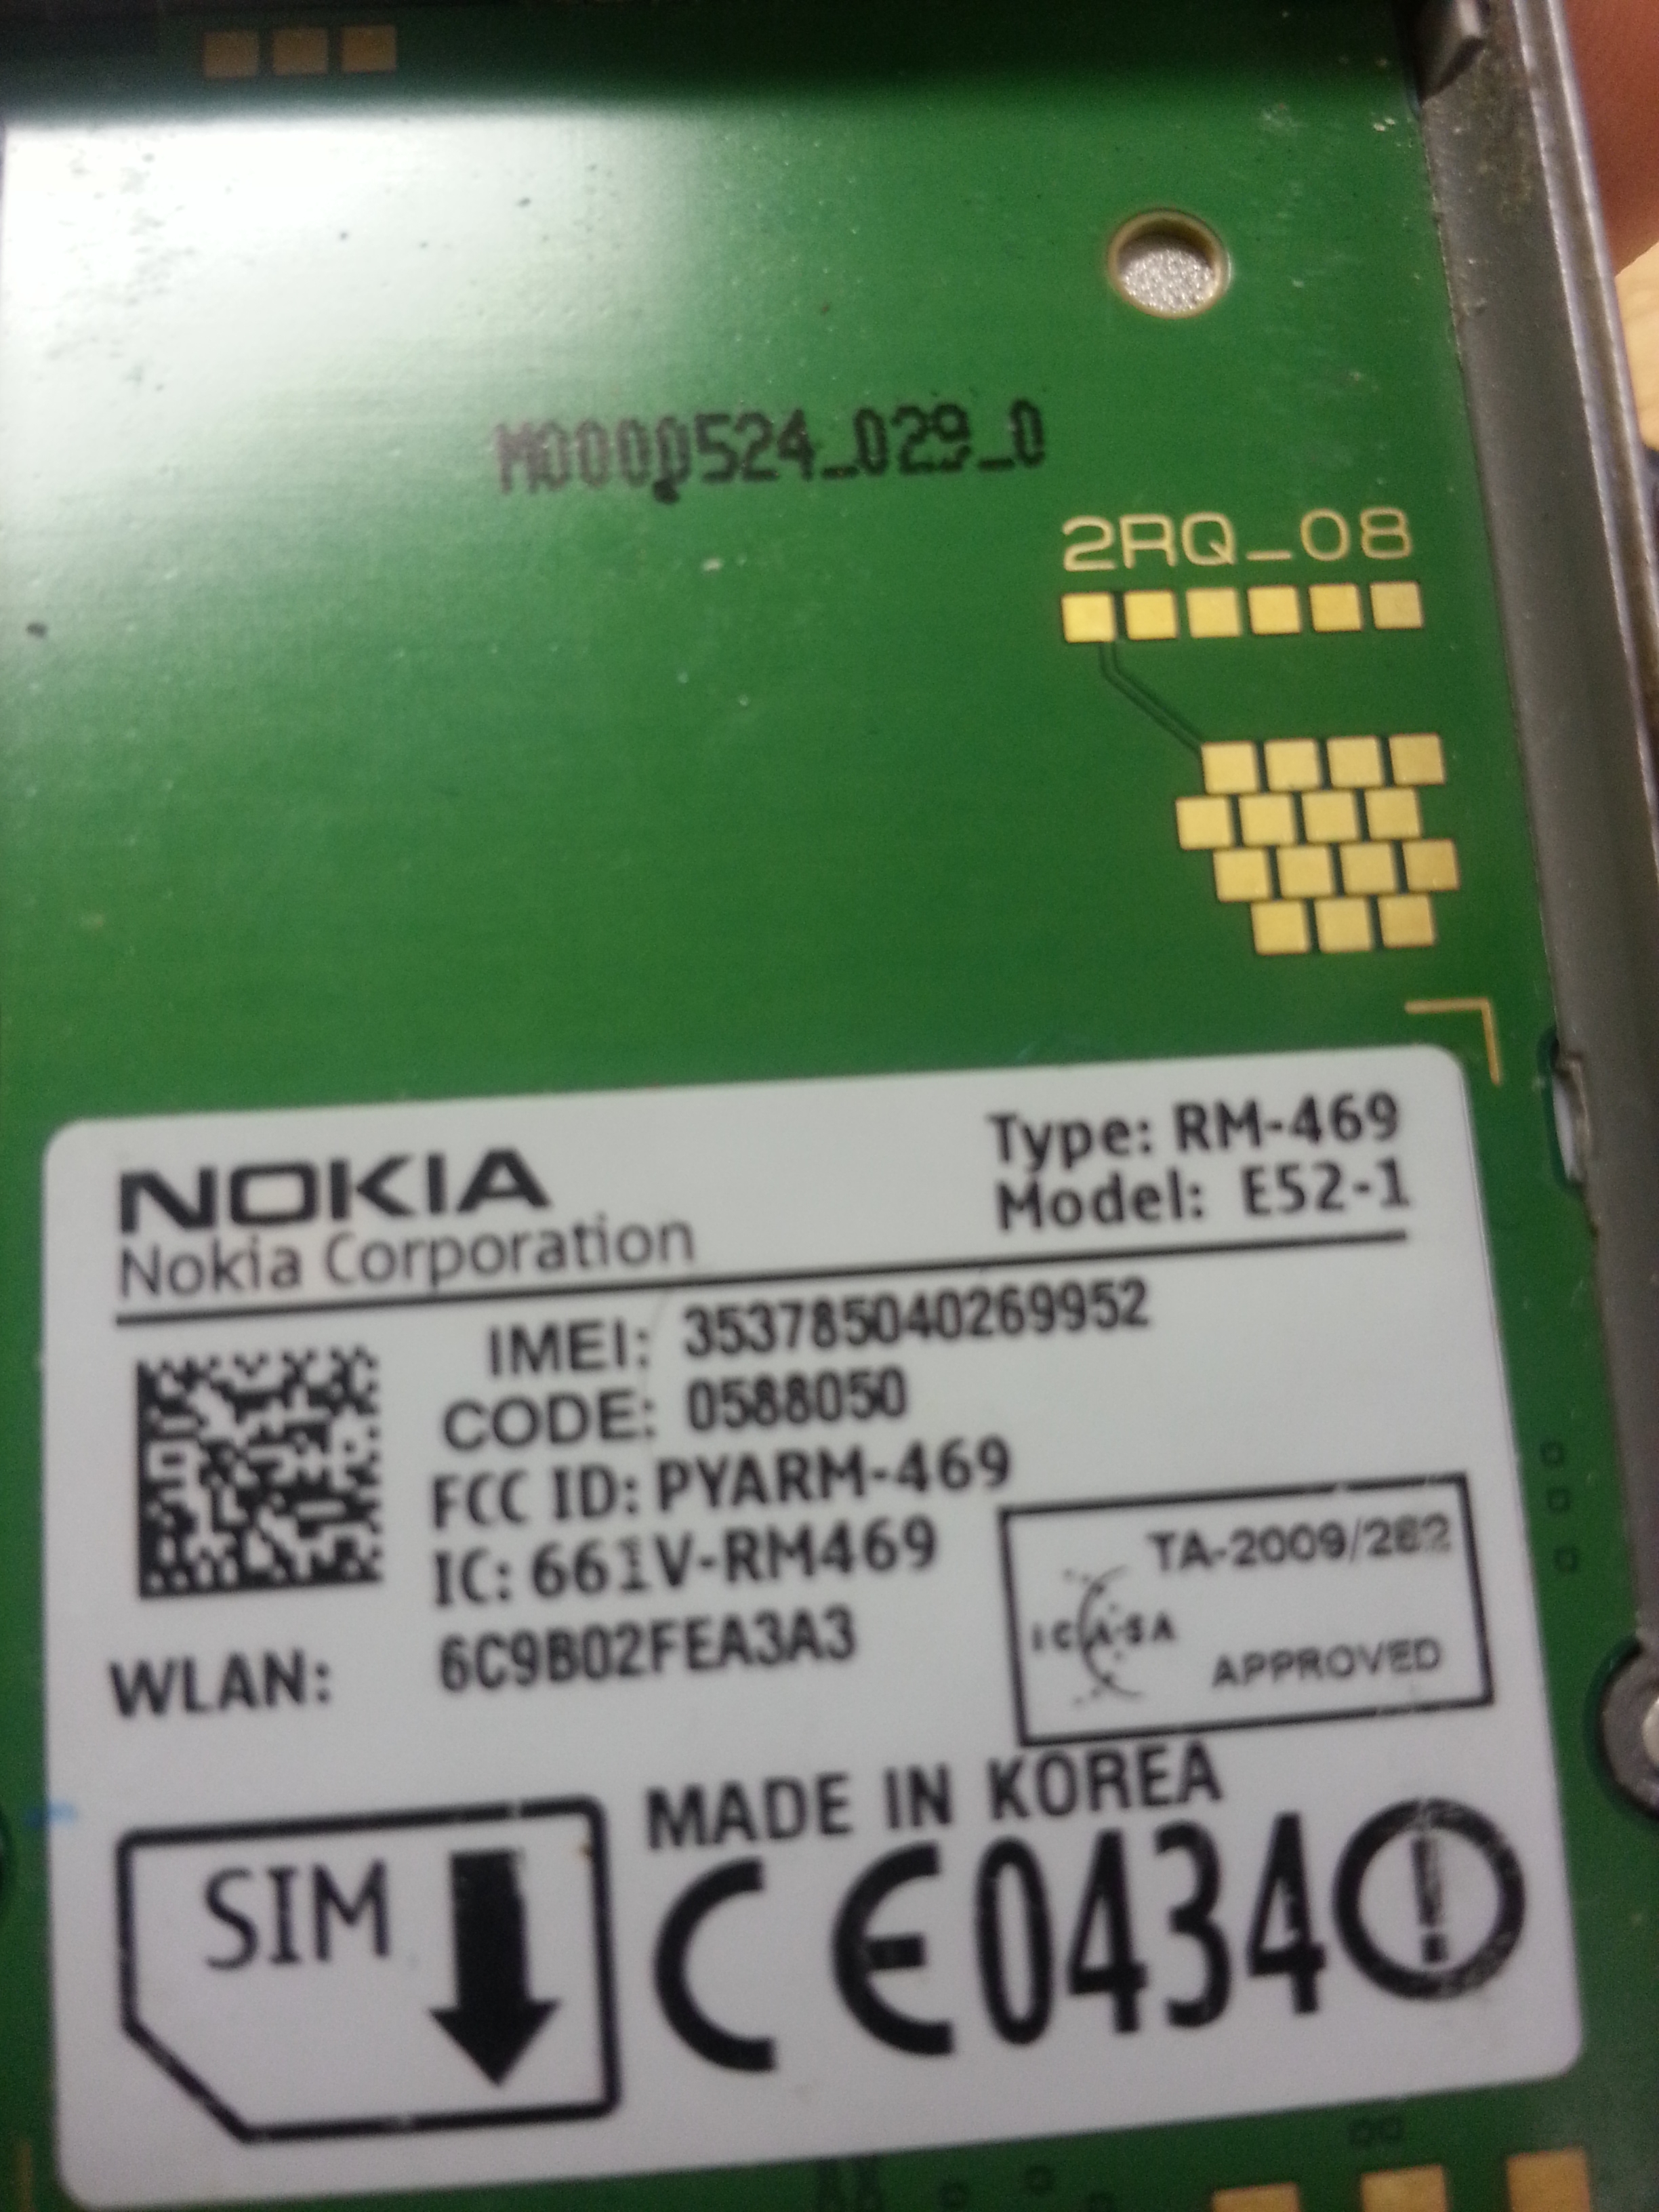 M0000524_029_0
2RQ_08
NOKIA
Nokia Corporation
Type: RM-469
Model: E52-1
IMEI: 353785040269952
CODE: 0588050
FCC ID: PYARM-469
IC: 661V-RM469
WLAN: 6C9B02FEA3A3
TA-2009/262
ICASA
APPROVED
MADE IN KOREA
SIM
CE0434